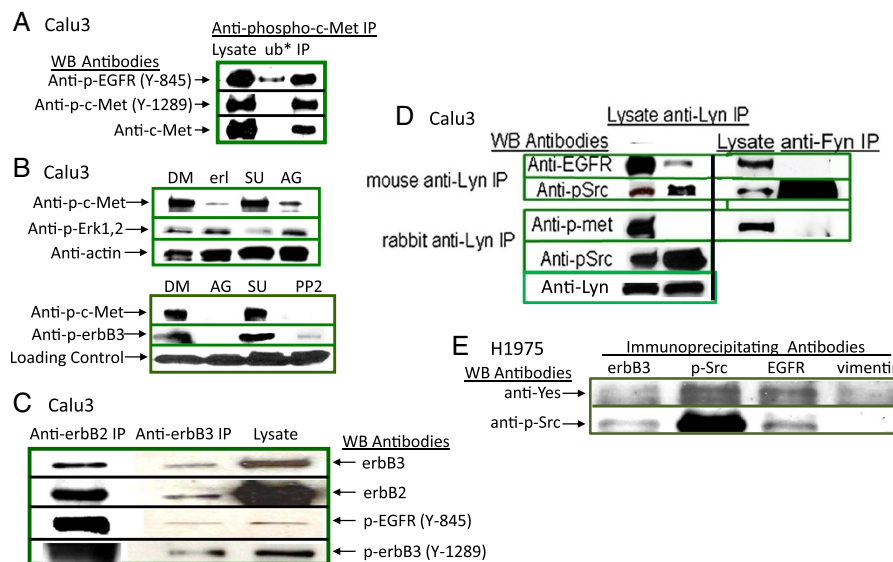 A Calu3
Anti-phospho-c-Met IP
Lysate ub* IP
WB Antibodies
Anti-p-EGFR (Y-845)
Anti-p-c-Met (Y-1289)
Anti-c-Met
B Calu3
DM erl SU AG
Anti-p-c-Met
Anti-p-Erk1,2
Anti-actin
DM AG SU PP2
Anti-p-c-Met
Anti-p-erbB3
Loading Control
C Calu3
Anti-erbB2 IP Anti-erbB3 IP Lysate
WB Antibodies
erbB3
erbB2
p-EGFR (Y-845)
p-erbB3 (Y-1289)
D Calu3
Lysate anti-Lyn IP
WB Antibodies
Lysate anti-Fyn IP
mouse anti-Lyn IP
Anti-EGFR
Anti-pSrc
rabbit anti-Lyn IP
Anti-p-met
Anti-pSrc
Anti-Lyn
E H1975
Immunoprecipitating Antibodies
WB Antibodies
erbB3 p-Src EGFR vimentin
anti-Yes
anti-p-Src